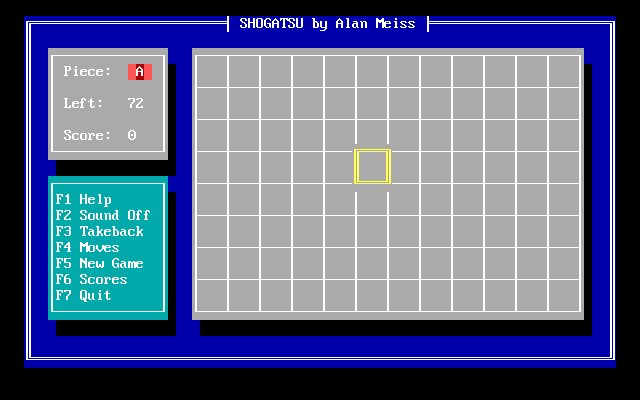 SHOGATSU by Alan Meiss
Piece: A
Left: 72
Score: 0
F1 Help
F2 Sound Off
F3 Takeback
F4 Moves
F5 New Game
F6 Scores
F7 Quit